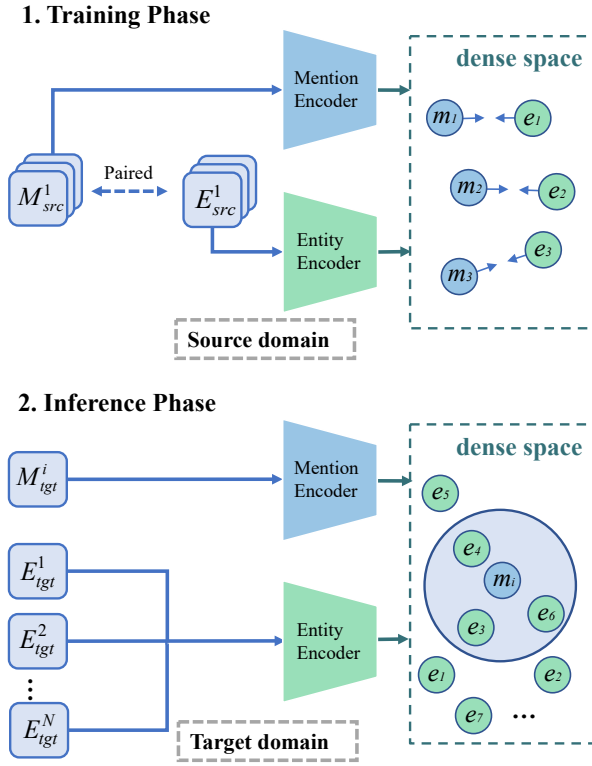 1. Training Phase
dense space
Mention
Encoder
m₁
e₁
Paired
M¹src
E¹src
m₂
e₂
Entity
Encoder
e₃
m₃
Source domain
2. Inference Phase
dense space
Mention
Encoder
Mⁱtgt
e₅
e₄
mᵢ
E¹tgt
e₆
e₃
E²tgt
Entity
Encoder
e₁
e₂
E^N tgt
e₇
...
Target domain